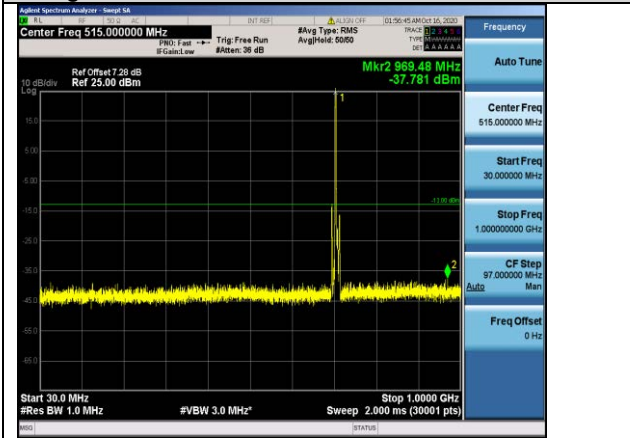 Agilent Spectrum Analyzer - Swept SA
RL RF 50 Ω AC INT REF ALIGN OFF 01:56:45 AM Oct 16, 2020
Center Freq 515.000000 MHz
PNO: Fast
IFGain:Low
Trig: Free Run
#Atten: 36 dB
#Avg Type: RMS
Avg|Hold: 50/50
TRACE 1 2 3 4 5 6
TYPE
DET A A A A A A
Frequency
Mkr2 969.48 MHz
-37.781 dBm
Ref Offset 7.28 dB
Ref 25.00 dBm
10 dB/div
Log
Auto Tune
1
15.0
5.00
-5.00
-13.00 dBm
-25.0
-35.0
2
-45.0
-55.0
-65.0
Center Freq
515.000000 MHz
Start Freq
30.000000 MHz
Stop Freq
1.000000000 GHz
CF Step
97.000000 MHz
Auto Man
Freq Offset
0 Hz
Start 30.0 MHz Stop 1.0000 GHz
#Res BW 1.0 MHz #VBW 3.0 MHz* Sweep 2.000 ms (30001 pts)
MSG STATUS